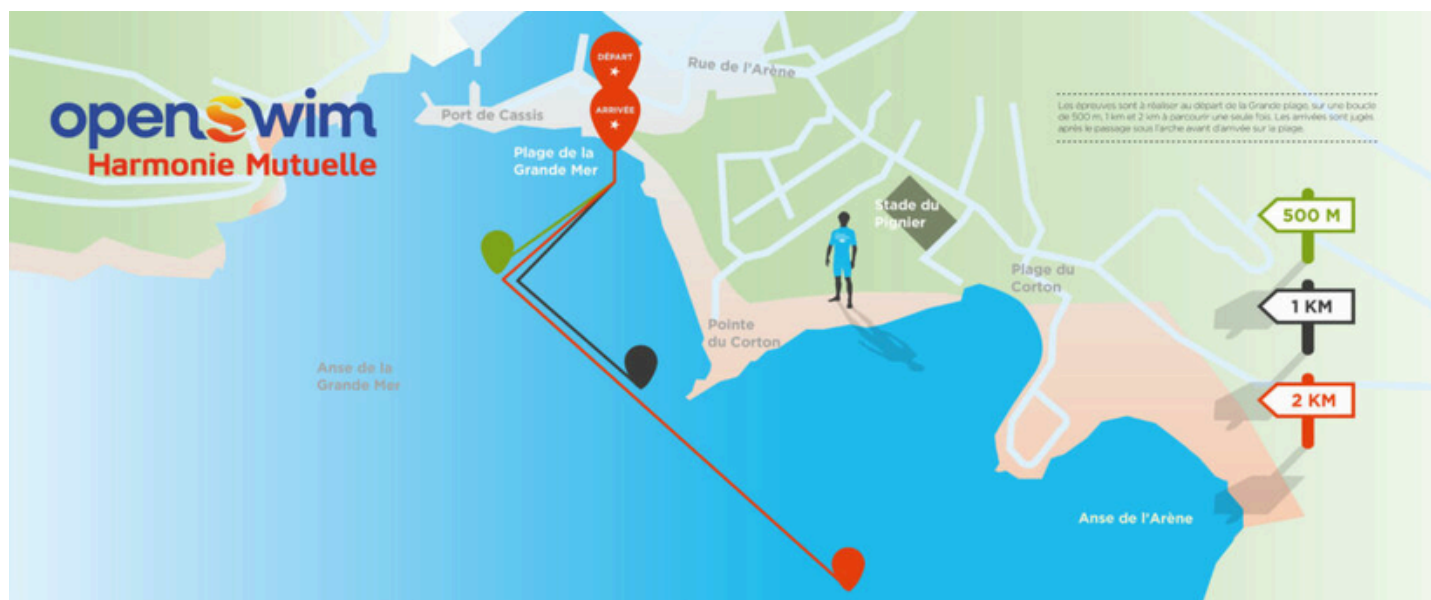 openSwim
Harmonie Mutuelle
DÉPART
ARRIVÉE
Port de Cassis
Rue de l'Arène
Plage de la
Grande Mer
Les épreuves sont à réaliser au départ de la Grande plage, sur une boucle
de 500 m, 1 km et 2 km à parcourir une seule fois. Les arrivées sont jugés
après le passage sous l'arche avant d'arrivée sur la plage.
Stade du
Pignier
500 M
Plage du
Corton
1 KM
Pointe
du Corton
Anse de la
Grande Mer
2 KM
Anse de l'Arène